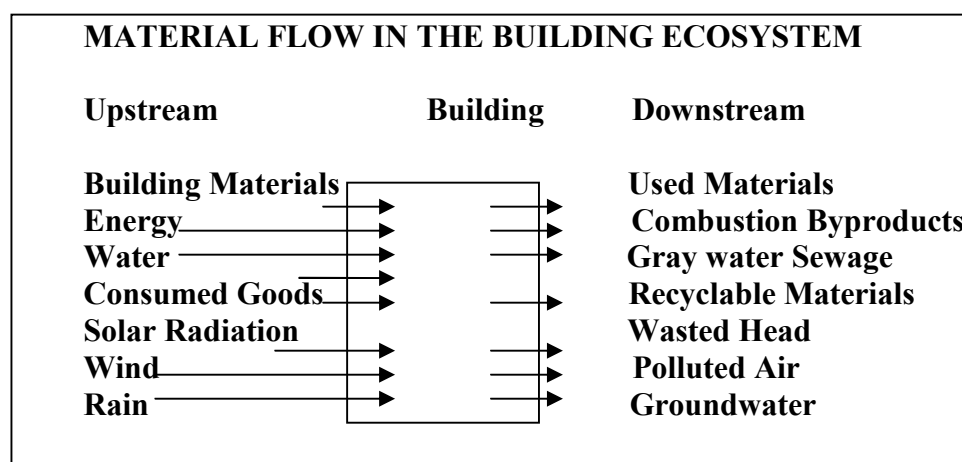 MATERIAL FLOW IN THE BUILDING ECOSYSTEM
Upstream Building Downstream
Building Materials Used Materials
Energy Combustion Byproducts
Water Gray water Sewage
Consumed Goods Recyclable Materials
Solar Radiation Wasted Head
Wind Polluted Air
Rain Groundwater